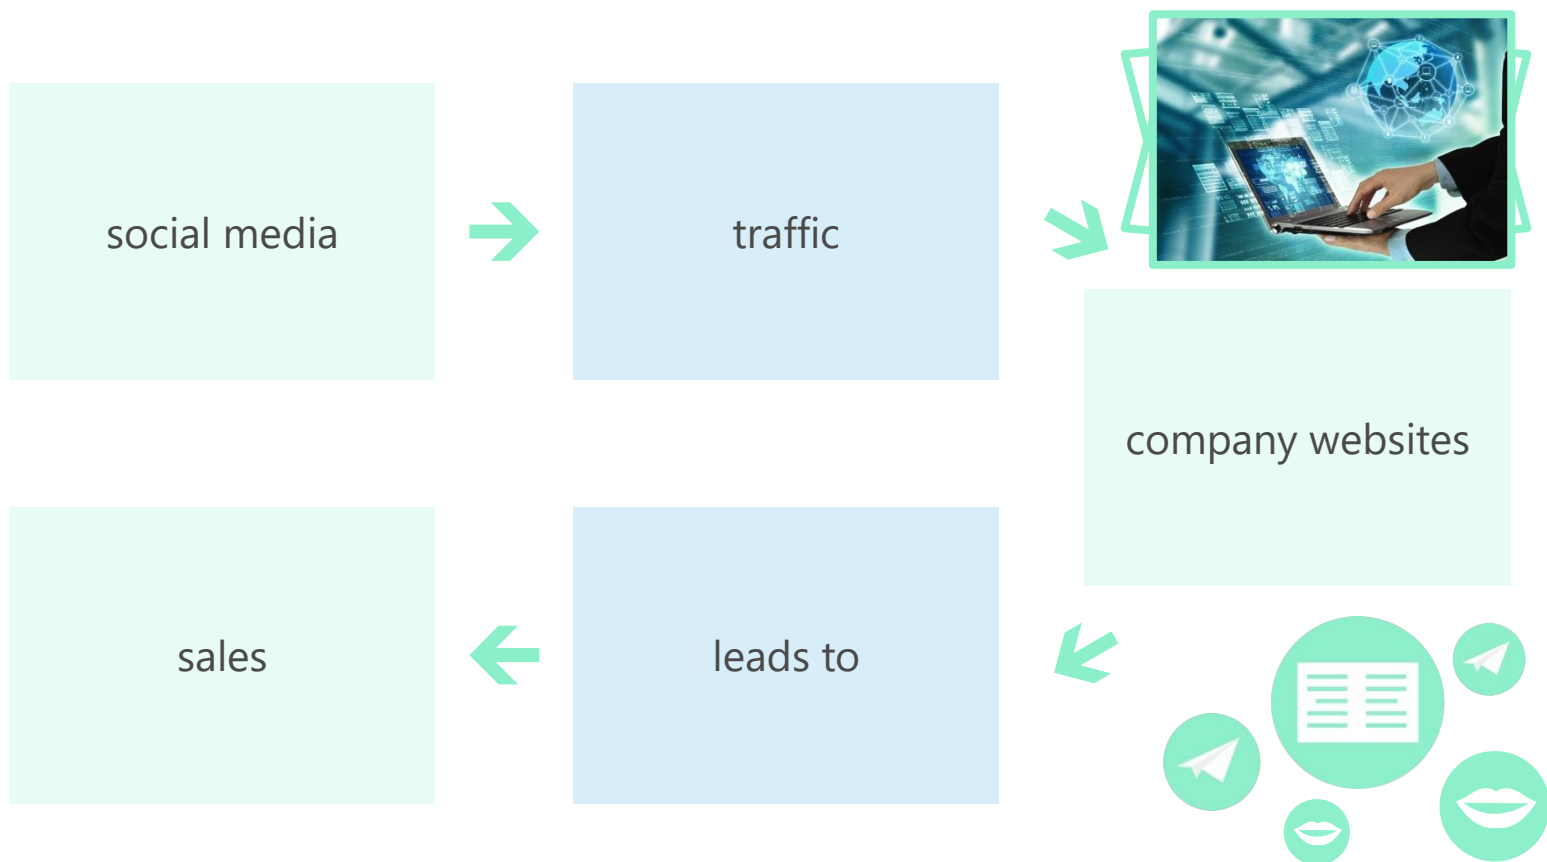 social media
traffic
company websites
leads to
sales